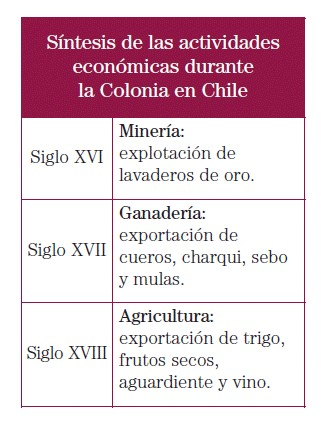 Síntesis de las actividades
económicas durante
la Colonia en Chile
Siglo XVI
Minería:
explotación de
lavaderos de oro.
Siglo XVII
Ganadería:
exportación de
cueros, charqui, sebo
y mulas.
Siglo XVIII
Agricultura:
exportación de trigo,
frutos secos,
aguardiente y vino.